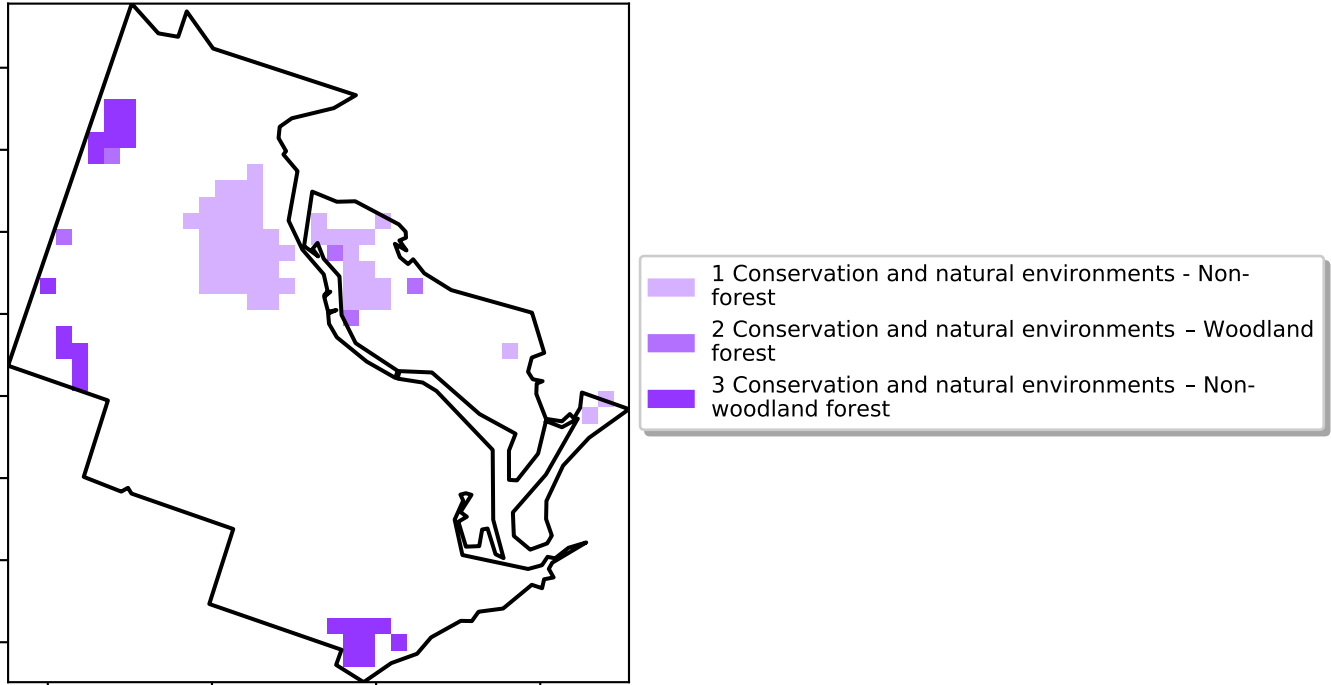 1 Conservation and natural environments - Non-
forest
2 Conservation and natural environments – Woodland
forest
3 Conservation and natural environments – Non-
woodland forest